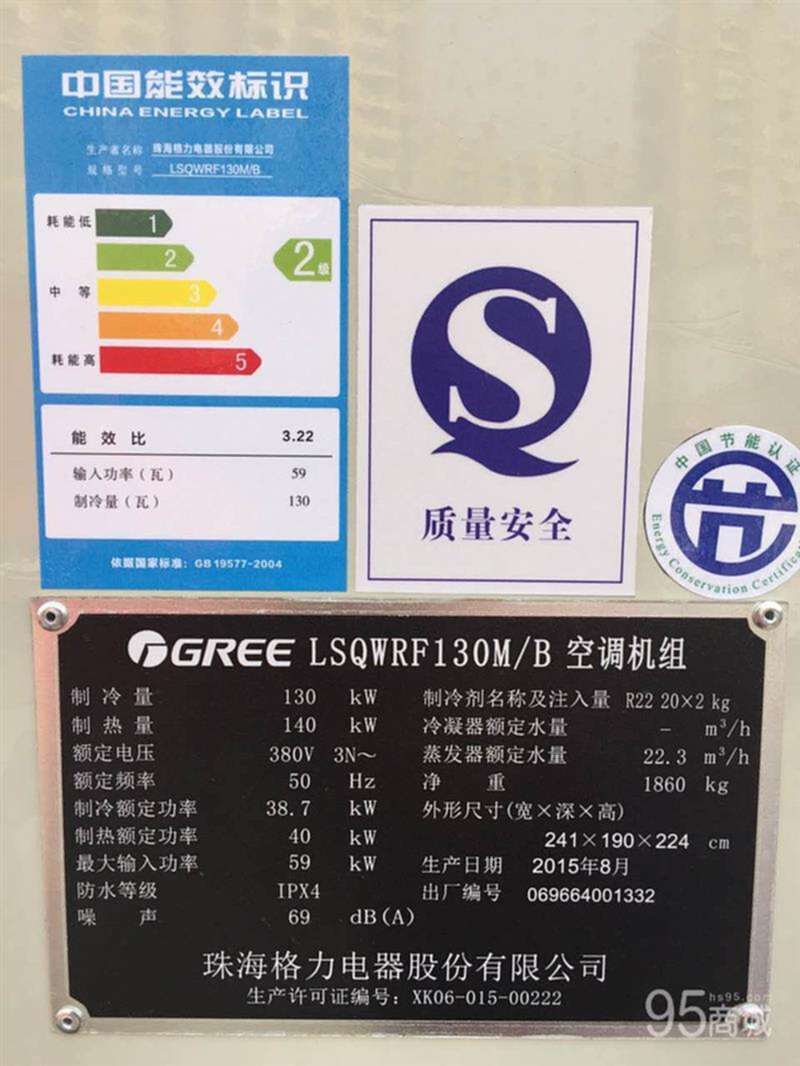 中国能效标识
CHINA ENERGY LABEL
生产者名称 珠海格力电器股份有限公司
规格型号 LSQWRF130M/B
耗能低 1
2
中 等 3
4
耗能高 5
2级
能 效 比 3.22
输入功率(瓦) 59
制冷量(瓦) 130
依据国家标准: GB 19577-2004
质量安全
中国节能认证
Energy Conservation Certific
GREE LSQWRF130M/B 空调机组
制 冷 量 130 kW
制 热 量 140 kW
额定电压 380V 3N～
额定频率 50 Hz
制冷额定功率 38.7 kW
制热额定功率 40 kW
最大输入功率 59 kW
防水等级 IPX4
噪 声 69 dB(A)
制冷剂名称及注入量 R22 20×2 kg
冷凝器额定水量 － m³/h
蒸发器额定水量 22.3 m³/h
净 重 1860 kg
外形尺寸(宽×深×高)
241×190×224 cm
生产日期 2015年8月
出厂编号 069664001332
珠海格力电器股份有限公司
生产许可证编号: XK06-015-00222
hs95.com
95商城